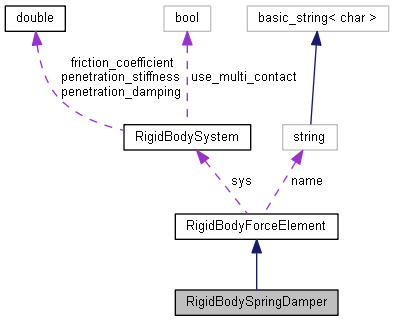 double
bool
basic_string< char >
friction_coefficient
penetration_stiffness
penetration_damping
use_multi_contact
RigidBodySystem
string
sys
name
RigidBodyForceElement
RigidBodySpringDamper